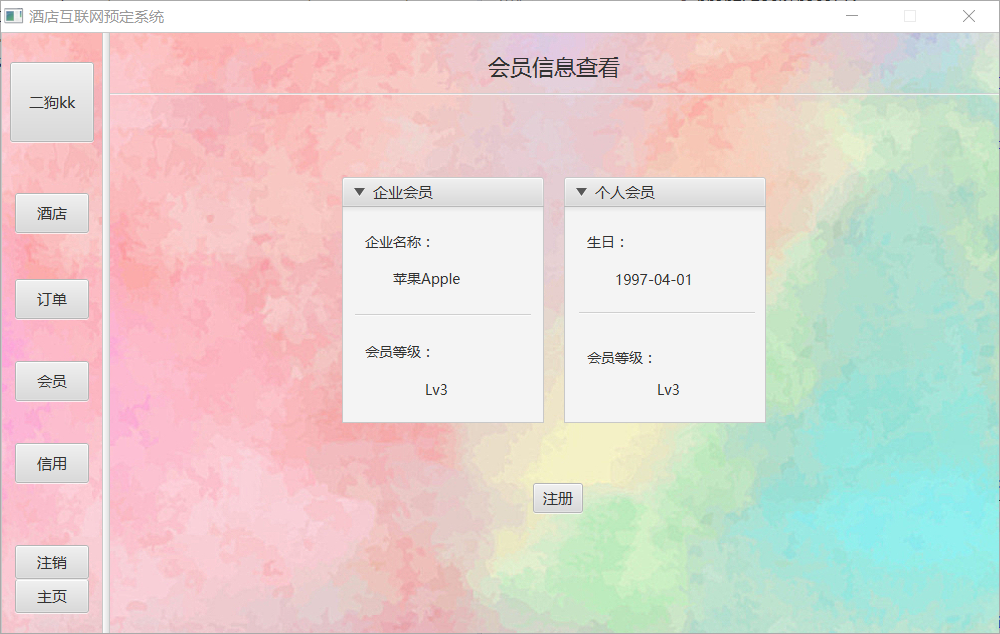 酒店互联网预定系统
会员信息查看
二狗kk
酒店
订单
会员
信用
注销
主页
企业会员
企业名称：
苹果Apple
会员等级：
Lv3
个人会员
生日：
1997-04-01
会员等级：
Lv3
注册